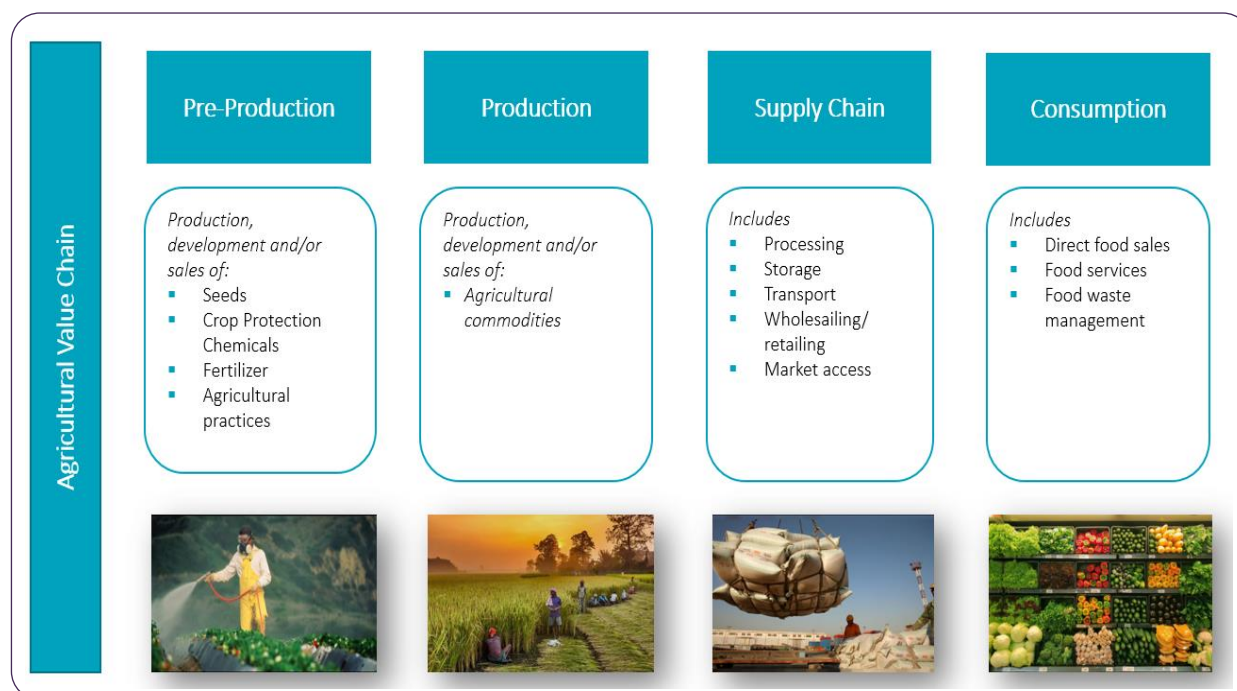 Agricultural Value Chain
Pre-Production
Production,
development and/or
sales of:
▪ Seeds
▪ Crop Protection
Chemicals
▪ Fertilizer
▪ Agricultural
practices
Production
Production,
development and/or
sales of:
▪ Agricultural
commodities
Supply Chain
Includes
▪ Processing
▪ Storage
▪ Transport
▪ Wholesailing/
retailing
▪ Market access
Consumption
Includes
▪ Direct food sales
▪ Food services
▪ Food waste
management